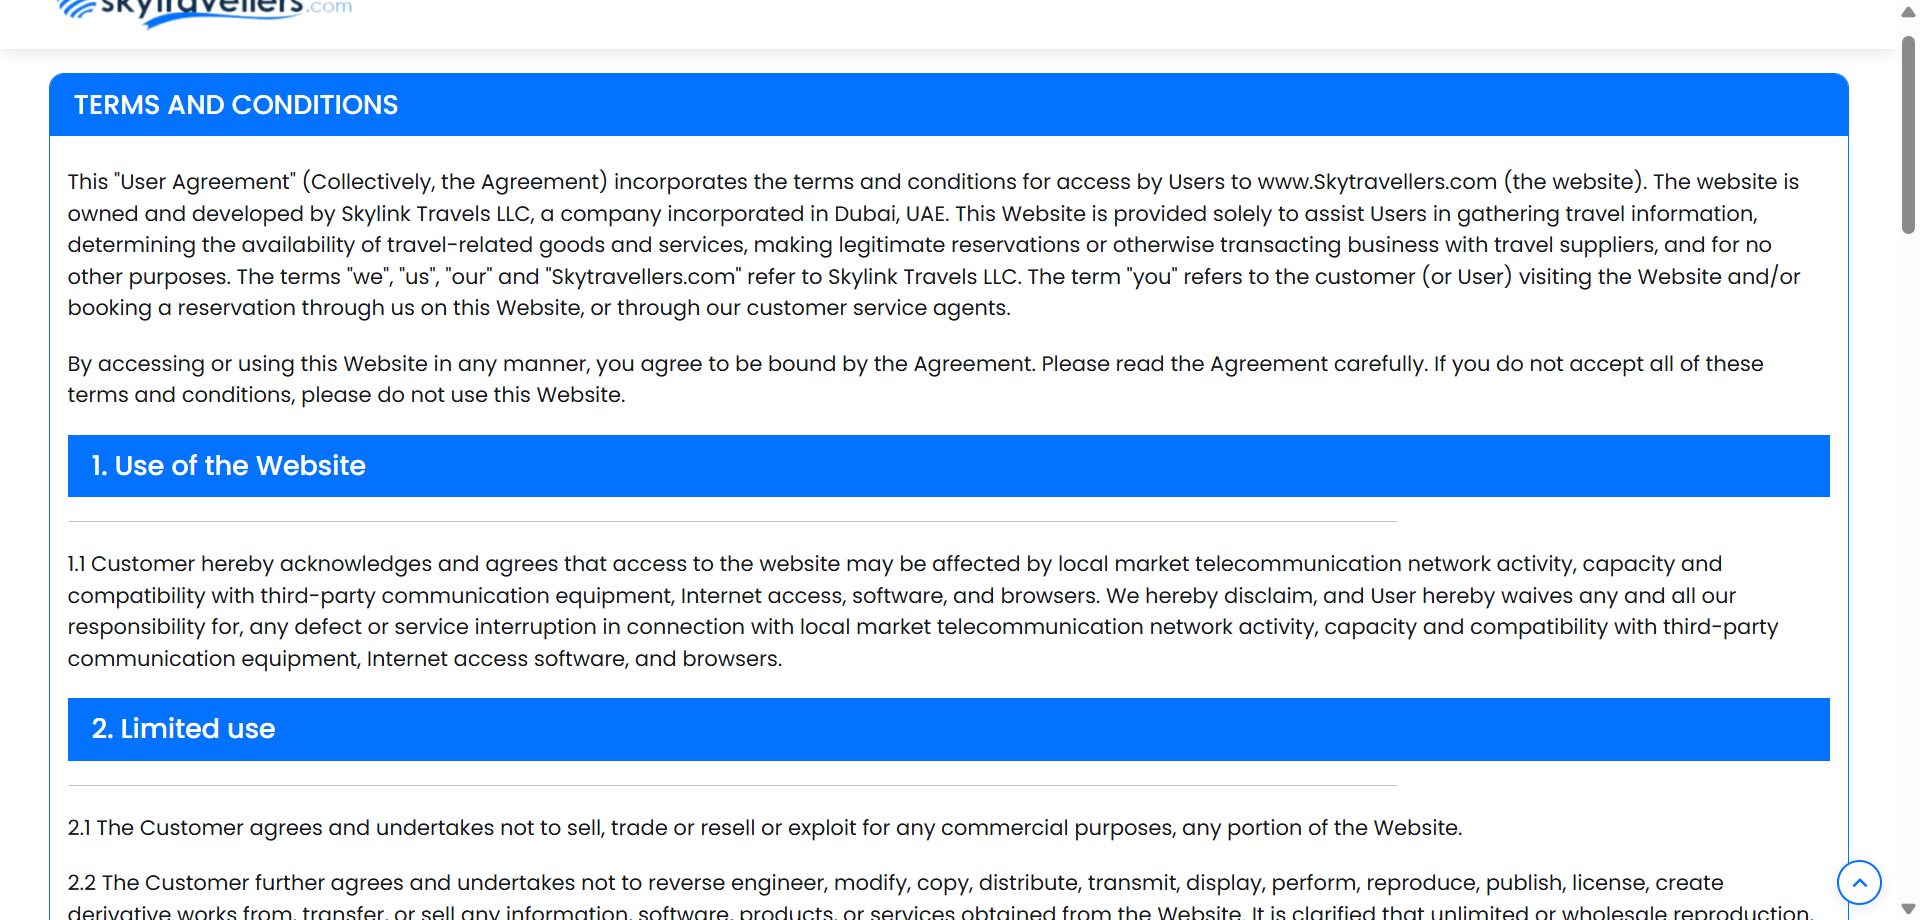 skytravellers.com
TERMS AND CONDITIONS
This "User Agreement" (Collectively, the Agreement) incorporates the terms and conditions for access by Users to www.Skytravellers.com (the website). The website is
owned and developed by Skylink Travels LLC, a company incorporated in Dubai, UAE. This Website is provided solely to assist Users in gathering travel information,
determining the availability of travel-related goods and services, making legitimate reservations or otherwise transacting business with travel suppliers, and for no
other purposes. The terms "we", "us", "our" and "Skytravellers.com" refer to Skylink Travels LLC. The term "you" refers to the customer (or User) visiting the Website and/or
booking a reservation through us on this Website, or through our customer service agents.
By accessing or using this Website in any manner, you agree to be bound by the Agreement. Please read the Agreement carefully. If you do not accept all of these
terms and conditions, please do not use this Website.
1. Use of the Website
1.1 Customer hereby acknowledges and agrees that access to the website may be affected by local market telecommunication network activity, capacity and
compatibility with third-party communication equipment, Internet access, software, and browsers. We hereby disclaim, and User hereby waives any and all our
responsibility for, any defect or service interruption in connection with local market telecommunication network activity, capacity and compatibility with third-party
communication equipment, Internet access software, and browsers.
2. Limited use
2.1 The Customer agrees and undertakes not to sell, trade or resell or exploit for any commercial purposes, any portion of the Website.
2.2 The Customer further agrees and undertakes not to reverse engineer, modify, copy, distribute, transmit, display, perform, reproduce, publish, license, create
derivative works from, transfer, or sell any information, software, products, or services obtained from the Website. It is clarified that unlimited or wholesale reproduction,